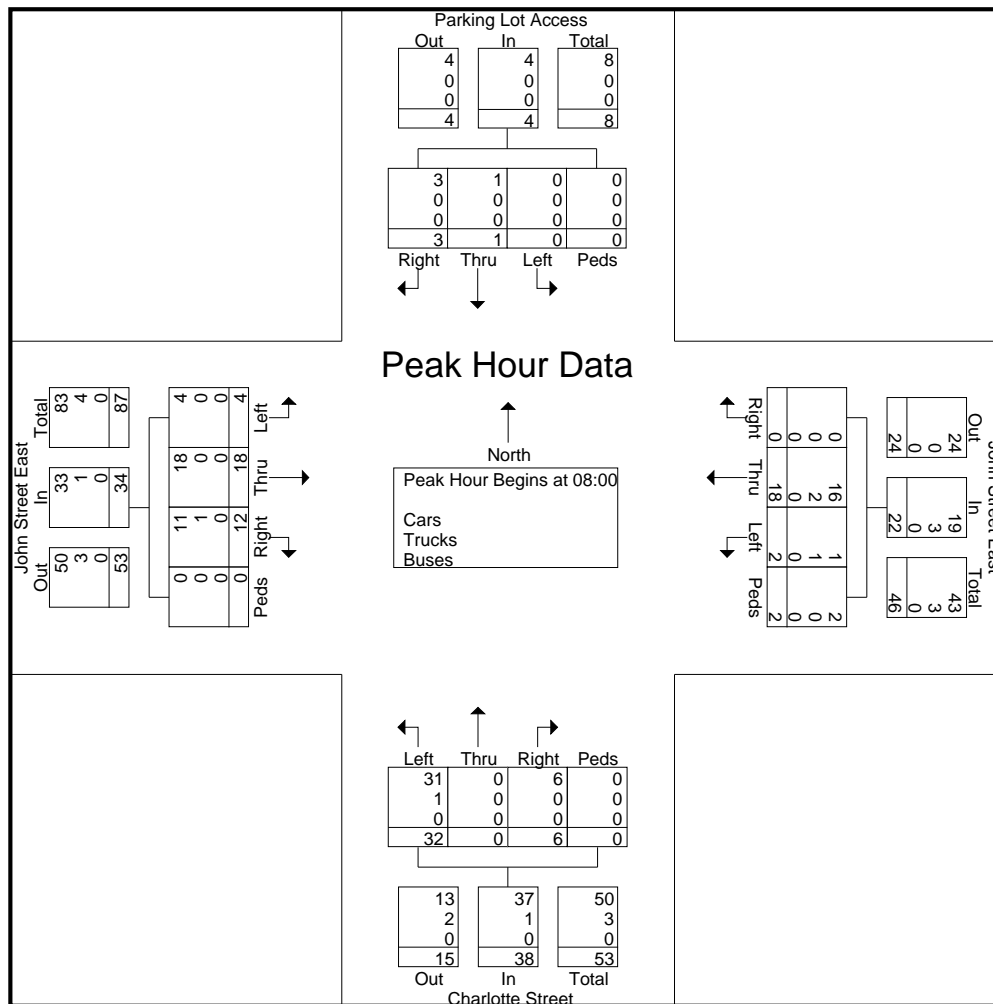 Parking Lot Access
Out In Total
4 4 8
0 0 0
0 0 0
4 4 8
3 1 0 0
0 0 0 0
0 0 0 0
3 1 0 0
Right Thru Left Peds
Peak Hour Data
North
Peak Hour Begins at 08:00
Cars
Trucks
Buses
John Street East
Out In Total
50 33 83
3 1 4
0 0 0
53 34 87
11 18 4
0 1 0 0
0 0 0 0
0 12 18 4
Peds Right Thru Left
John Street East
Out In Total
24 19 43
0 3 3
0 0 0
24 22 46
0 16 1 2
0 2 1 0
0 0 0 0
0 18 2 2
Right Thru Left Peds
Left Thru Right Peds
31 0 6 0
1 0 0 0
0 0 0 0
32 0 6 0
13 37 50
2 1 3
0 0 0
15 38 53
Out In Total
Charlotte Street